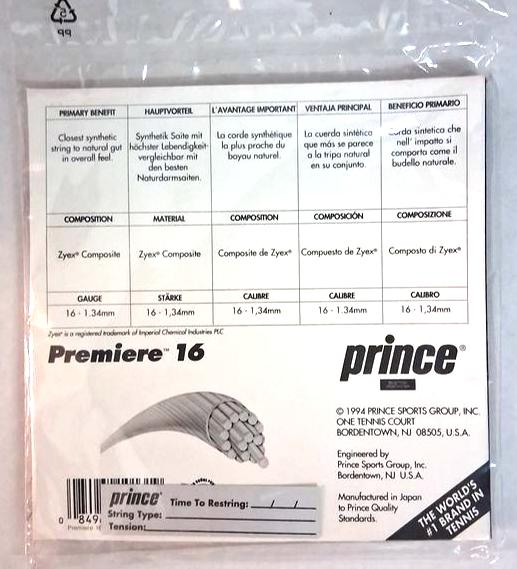 PRIMARY BENEFIT
Closest synthetic
string to natural gut
in overall feel.
HAUPTVORTEIL
Synthetik Saite mit
höchster Lebendigkeit
vergleichbar mit
den besten
Naturdarmsaiten.
L'AVANTAGE IMPORTANT
La corde synthétique
la plus proche du
boyau naturel.
VENTAJA PRINCIPAL
La cuerda sintética
que más se parece
a la tripa natural
en su conjunto.
BENEFICIO PRIMARIO
sintetica che
nell' impatto si
comporta come il
budello naturale.
COMPOSITION
Zyex® Composite
MATERIAL
Zyex® Composite
COMPOSITION
Composite de Zyex®
COMPOSICIÓN
Compuesto de Zyex®
COMPOSIZIONE
Composto di Zyex®
GAUGE
16 - 1.34mm
STÄRKE
16 - 1,34mm
CALIBRE
16 - 1,34mm
CALIBRE
16 - 1.34mm
CALIBRO
16 - 1,34mm
Zyex® is a registered trademark of Imperial Chemical Industries PLC
Premiere™ 16
prince®
© 1994 PRINCE SPORTS GROUP, INC.
ONE TENNIS COURT
BORDENTOWN, NJ 08505, U.S.A.
Engineered by
Prince Sports Group, Inc.
Bordentown, NJ U.S.A.
Manufactured in Japan
to Prince Quality
Standards.
THE WORLD'S
#1 BRAND IN
TENNIS
0 849
Premiere
prince® Time To Restring: __/__/__
String Type:
Tension: